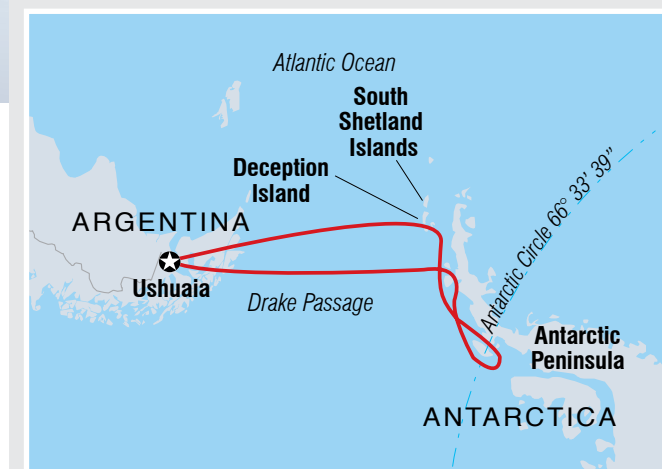 Atlantic Ocean
South
Shetland
Islands
Deception
Island
ARGENTINA
Ushuaia
Drake Passage
Antarctic Circle 66° 33′ 39″
Antarctic
Peninsula
ANTARCTICA